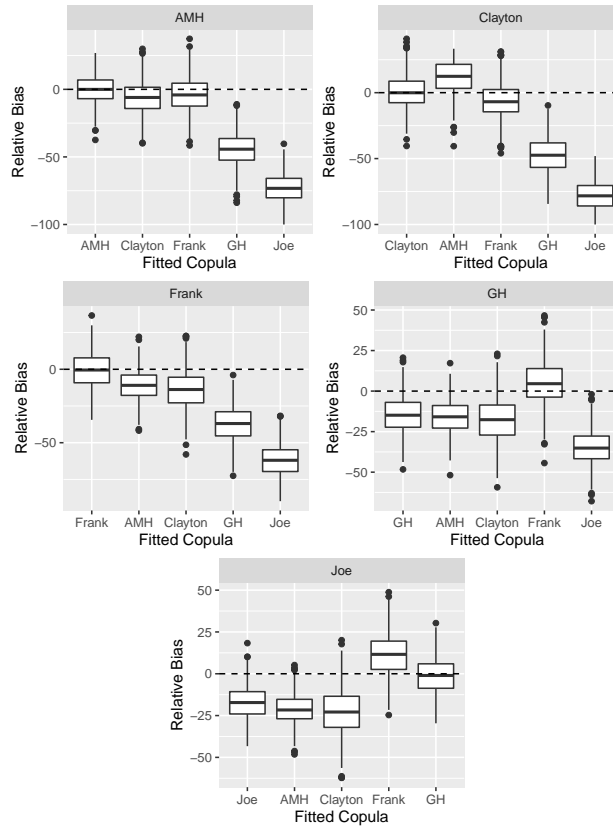 AMH
Relative Bias
0
−50
−100
AMH Clayton Frank GH Joe
Fitted Copula
Clayton
Relative Bias
0
−50
−100
Clayton AMH Frank GH Joe
Fitted Copula
Frank
Relative Bias
0
−50
Frank AMH Clayton GH Joe
Fitted Copula
GH
Relative Bias
50
25
0
−25
−50
GH AMH Clayton Frank Joe
Fitted Copula
Joe
Relative Bias
50
25
0
−25
−50
Joe AMH Clayton Frank GH
Fitted Copula